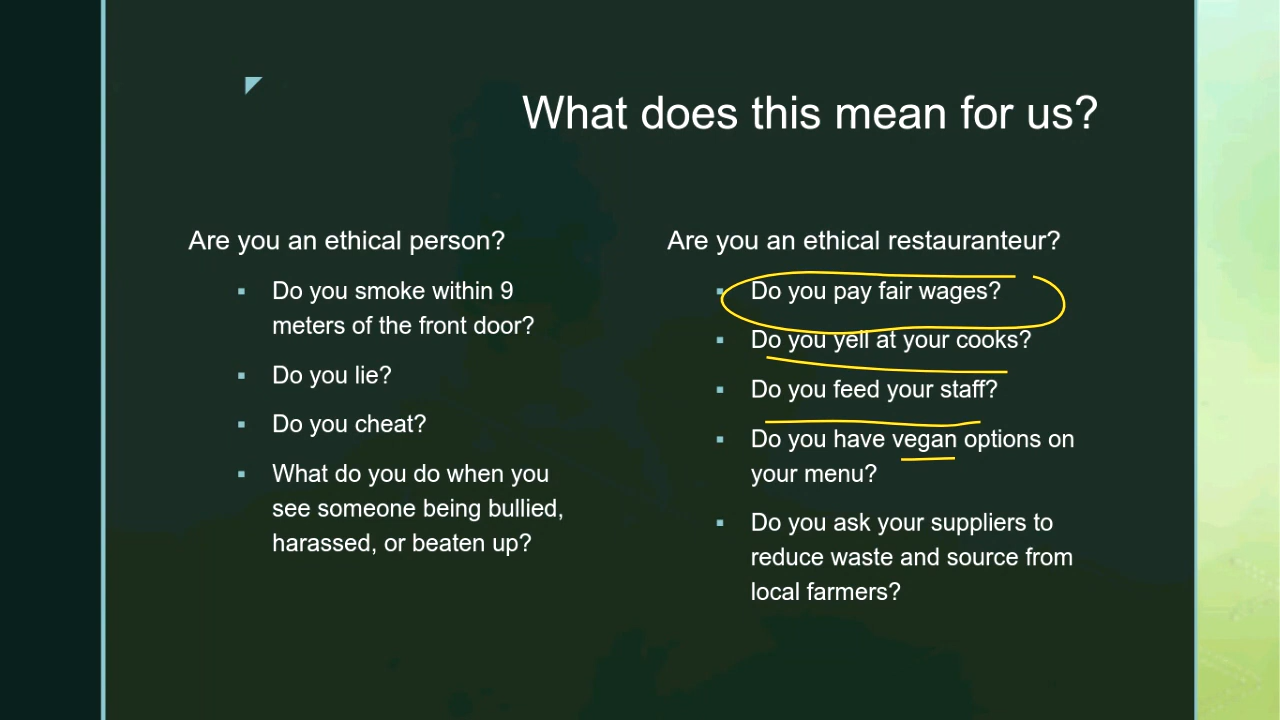 What does this mean for us?
Are you an ethical person?
Do you smoke within 9
meters of the front door?
Do you lie?
Do you cheat?
What do you do when you
see someone being bullied,
harassed, or beaten up?
Are you an ethical restauranteur?
Do you pay fair wages?
Do you yell at your cooks?
Do you feed your staff?
Do you have vegan options on
your menu?
Do you ask your suppliers to
reduce waste and source from
local farmers?